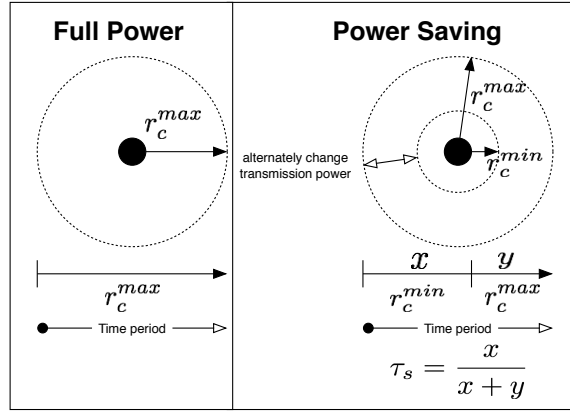 Full Power
r_c^{max}
r_c^{max}
Time period
Power Saving
r_c^{max}
r_c^{min}
alternately change
transmission power
x y
r_c^{min} r_c^{max}
Time period
τ_s = \frac{x}{x + y}